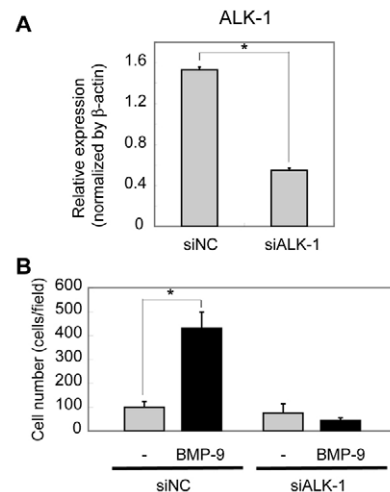 A
ALK-1
Relative expression
(normalized by β-actin)
1.6
1.2
0.8
0.4
0
*
siNC
siALK-1
B
Cell number (cells/field)
600
500
400
300
200
100
0
*
-
BMP-9
-
BMP-9
siNC
siALK-1